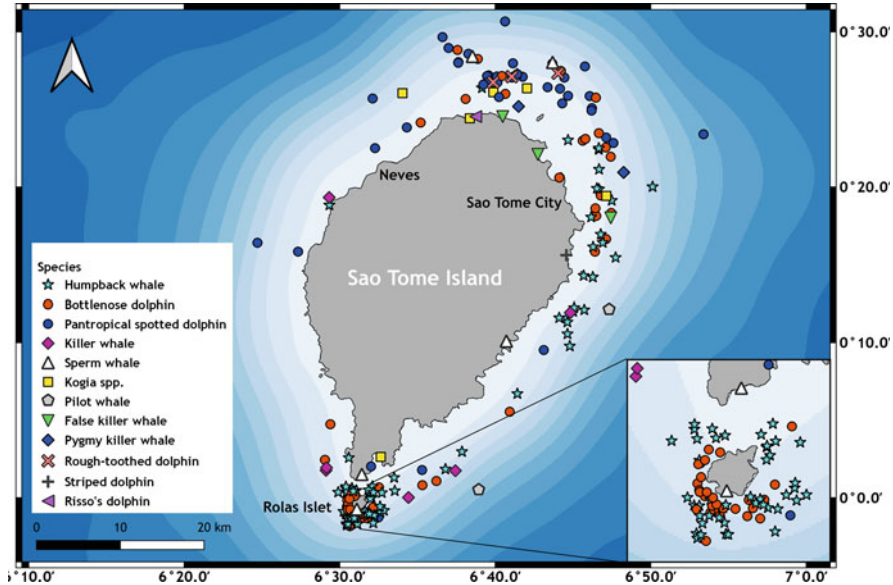 0°30.0'
0°20.0'
0°10.0'
0°0.0'
Neves
Sao Tome City
Sao Tome Island
Rolas Islet
Species
Humpback whale
Bottlenose dolphin
Pantropical spotted dolphin
Killer whale
Sperm whale
Kogia spp.
Pilot whale
False killer whale
Pygmy killer whale
Rough-toothed dolphin
Striped dolphin
Risso's dolphin
0 10 20 km
6°20.0' 6°30.0' 6°40.0' 6°50.0' 7°0.0'